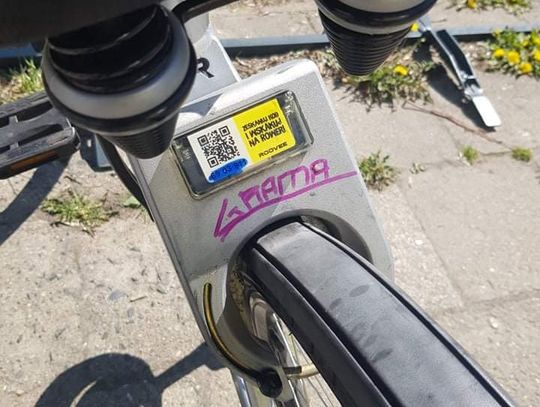 ZESKANUJ KOD
I WSKAKUJ
NA ROWER!
ROOVEE
GRAMA
R